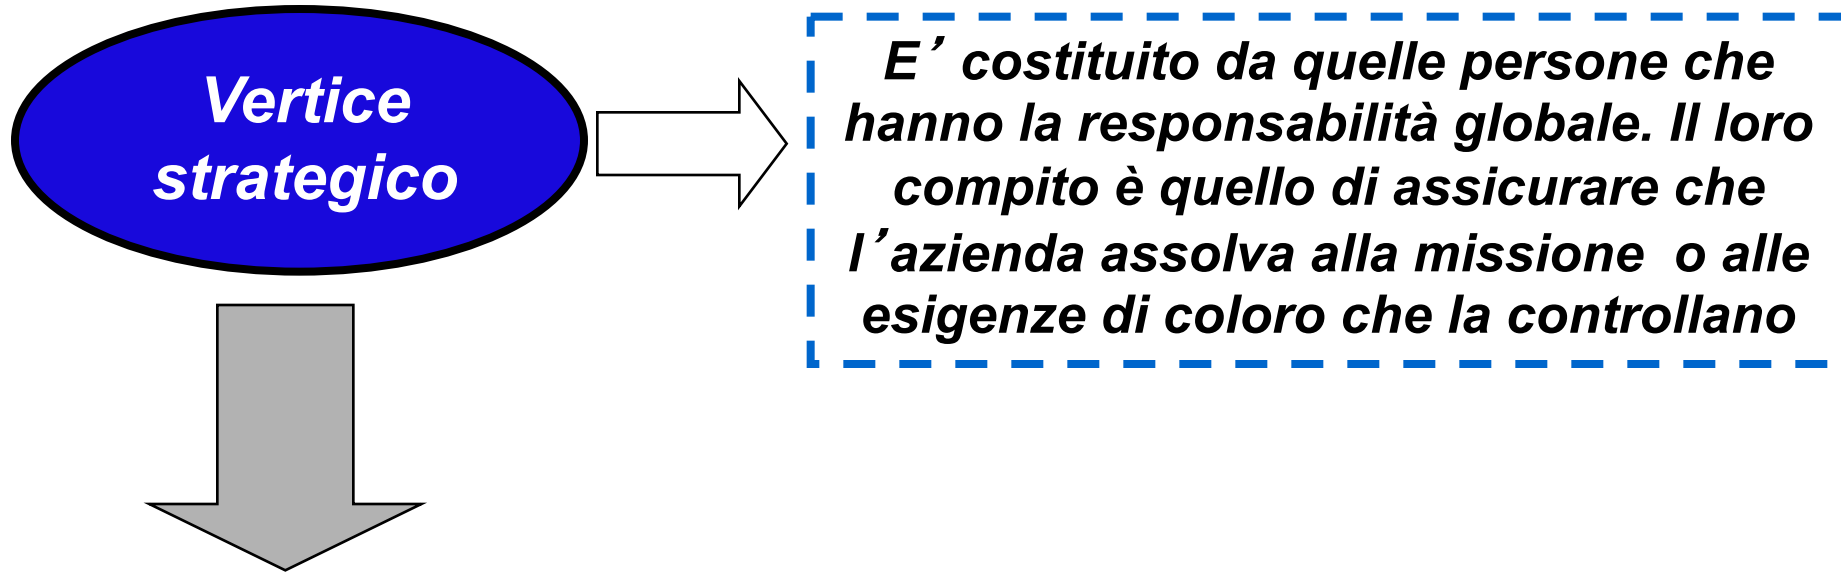 Vertice
strategico
E’ costituito da quelle persone che
hanno la responsabilità globale. Il loro
compito è quello di assicurare che
l’azienda assolva alla missione  o alle
esigenze di coloro che la controllano